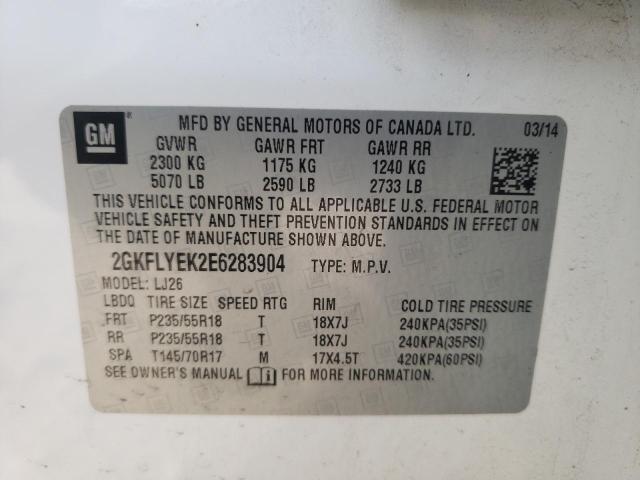 GM ®
MFD BY GENERAL MOTORS OF CANADA LTD. 03/14
GVWR GAWR FRT GAWR RR
2300 KG 1175 KG 1240 KG
5070 LB 2590 LB 2733 LB
THIS VEHICLE CONFORMS TO ALL APPLICABLE U.S. FEDERAL MOTOR
VEHICLE SAFETY AND THEFT PREVENTION STANDARDS IN EFFECT ON
THE DATE OF MANUFACTURE SHOWN ABOVE.
2GKFLYEK2E6283904 TYPE: M.P.V.
MODEL: LJ26
LBDQ TIRE SIZE SPEED RTG RIM COLD TIRE PRESSURE
FRT P235/55R18 T 18X7J 240KPA(35PSI)
RR P235/55R18 T 18X7J 240KPA(35PSI)
SPA T145/70R17 M 17X4.5T 420KPA(60PSI)
SEE OWNER'S MANUAL FOR MORE INFORMATION.